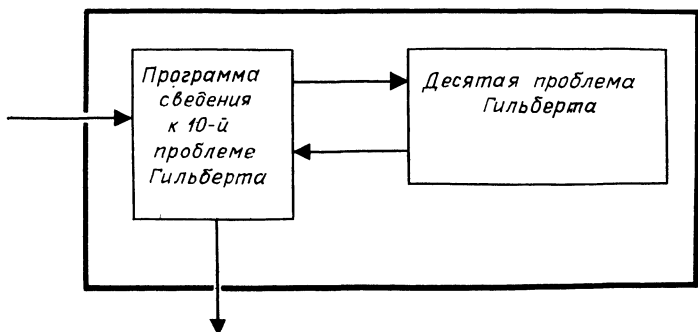 Программа
сведения
к 10-й
проблеме
Гильберта
Десятая проблема
Гильберта